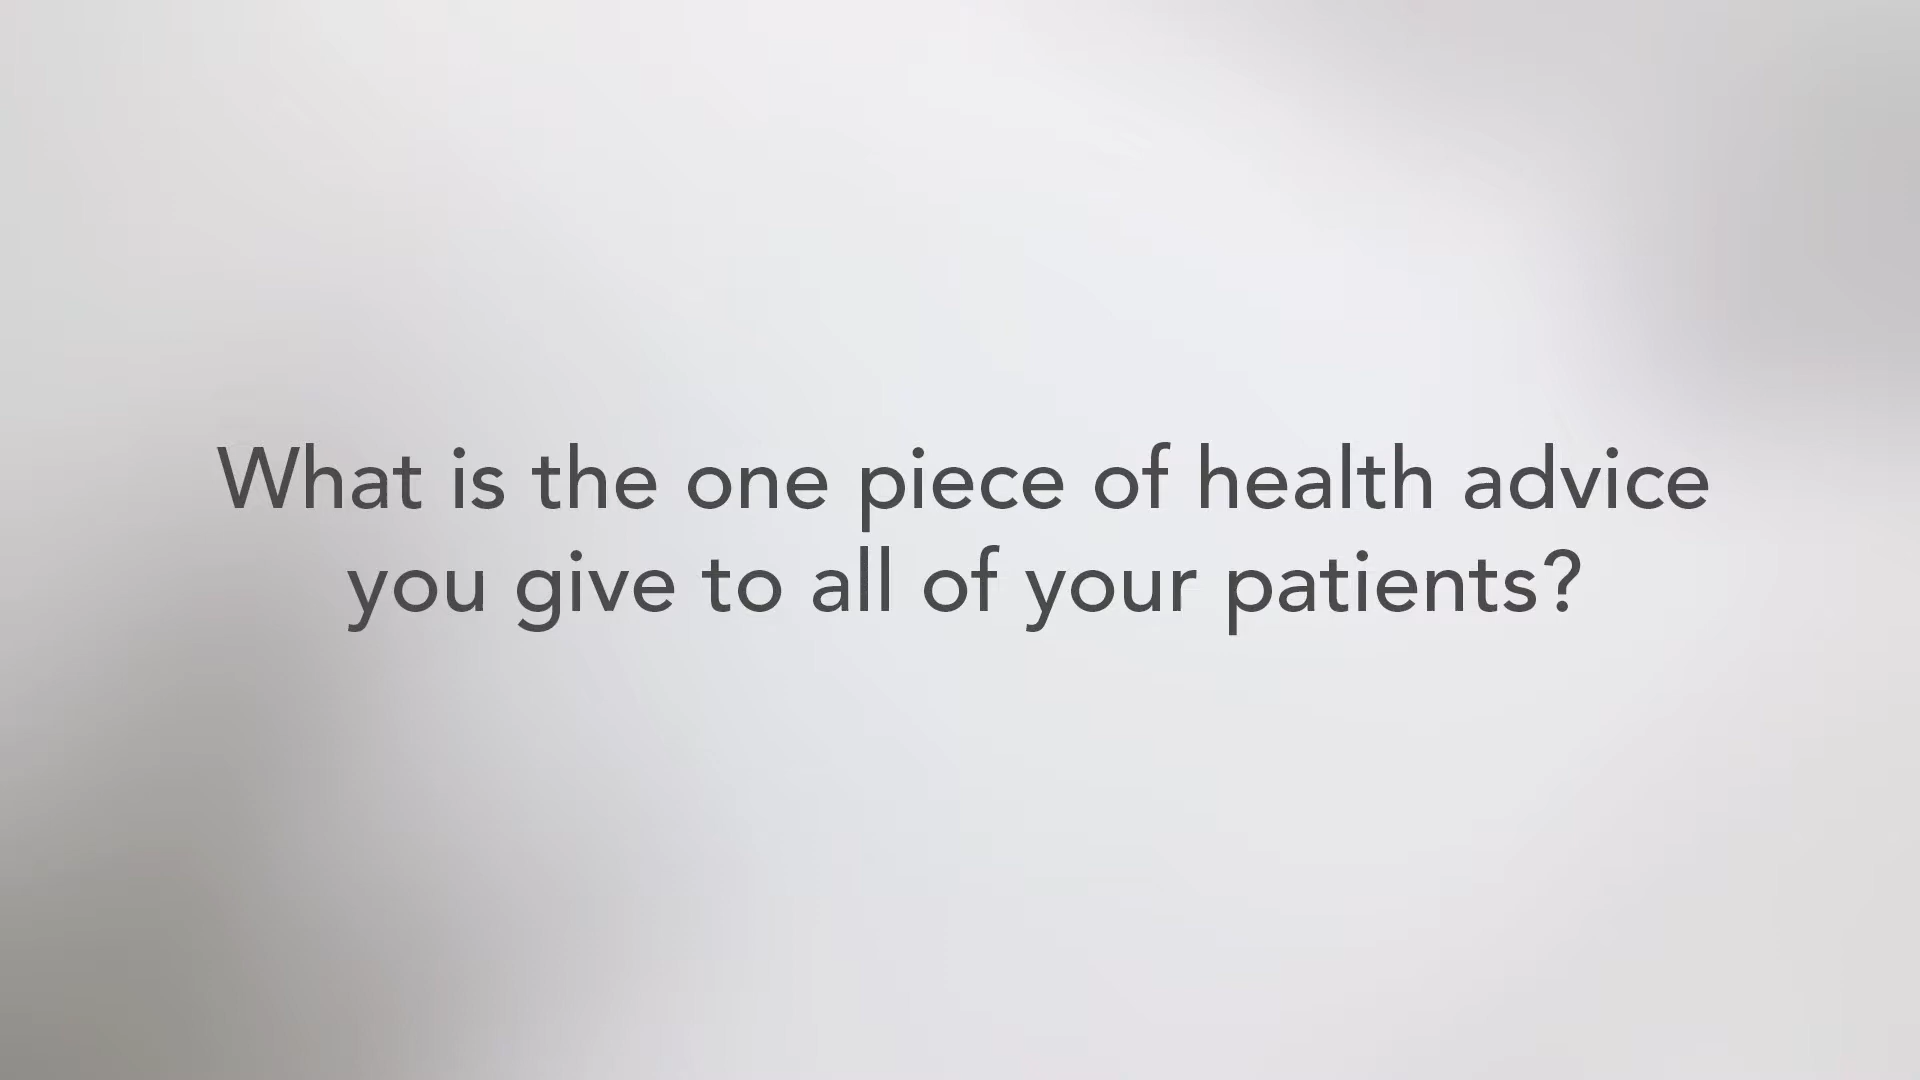 What is the one piece of health advice
you give to all of your patients?